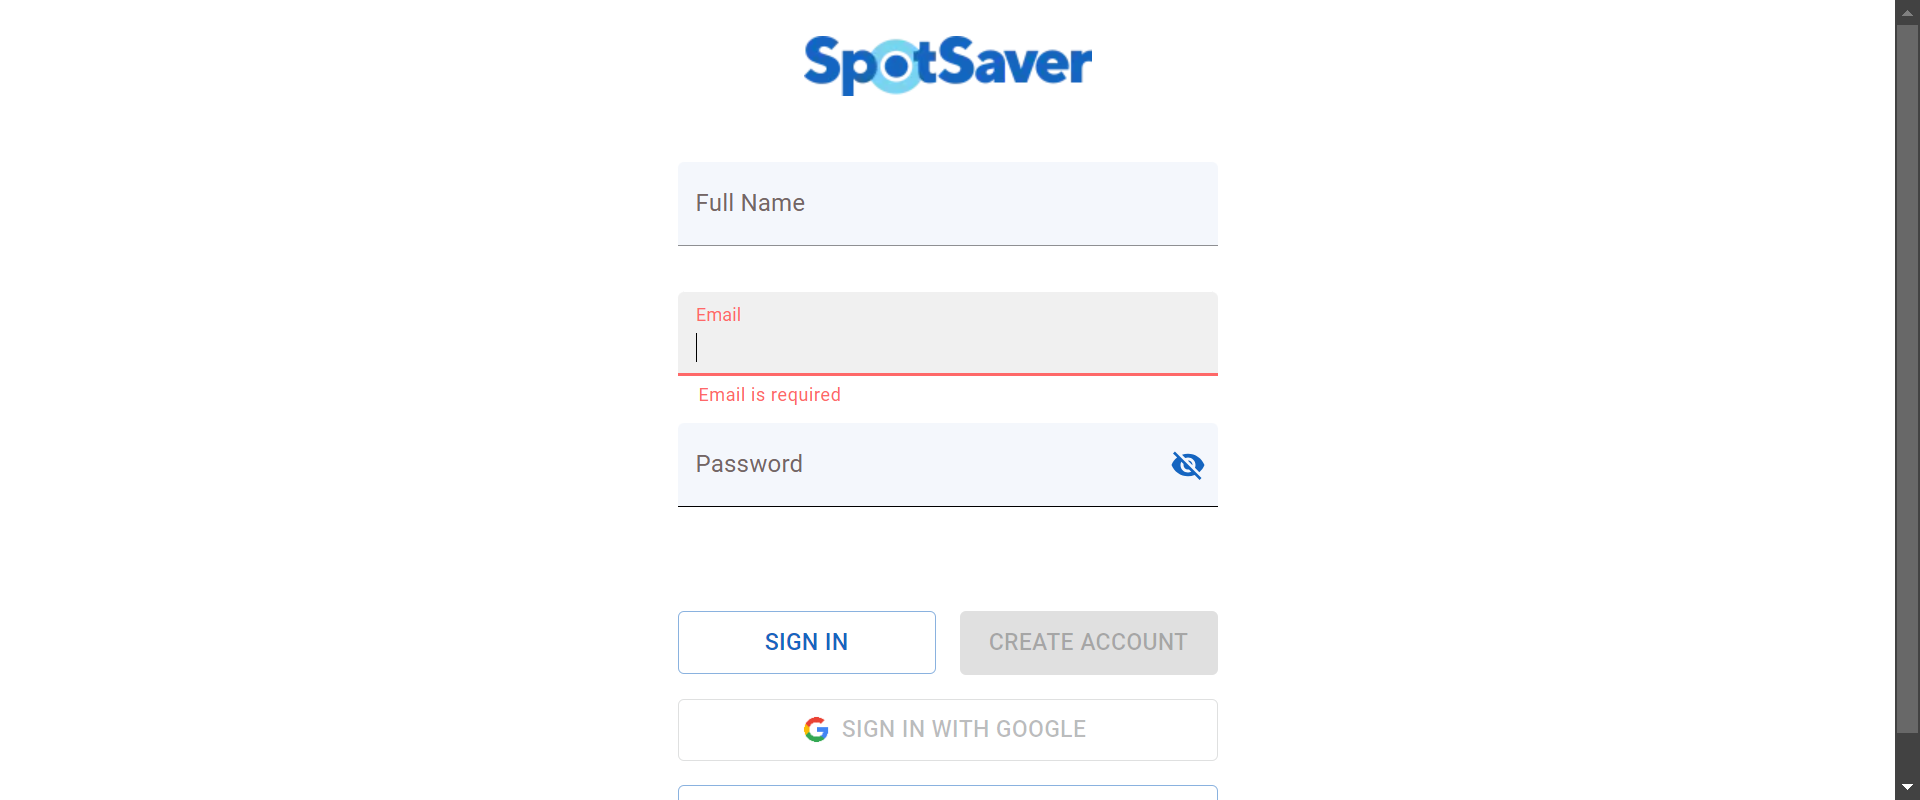 SpotSaver
Full Name
Email
Email is required
Password
SIGN IN
CREATE ACCOUNT
SIGN IN WITH GOOGLE